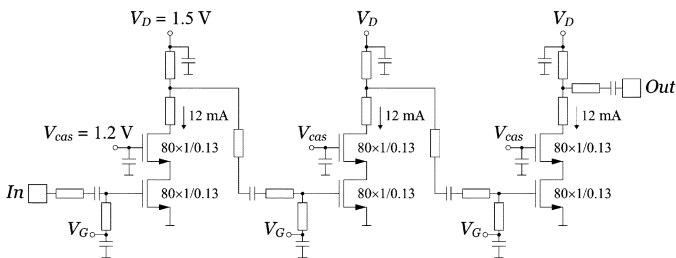 V_D = 1.5 V
V_D
V_D
Out
12 mA
12 mA
12 mA
V_cas = 1.2 V
V_cas
V_cas
80×1/0.13
80×1/0.13
80×1/0.13
In
80×1/0.13
80×1/0.13
80×1/0.13
V_G
V_G
V_G